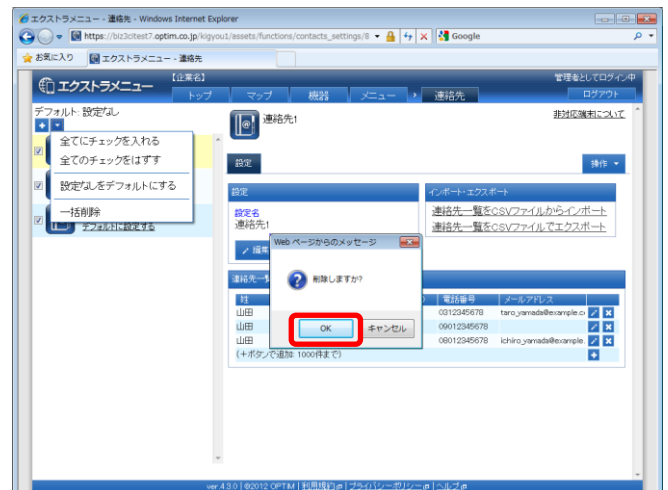 エクストラメニュー - 連絡先 - Windows Internet Explorer
https://biz3citest7.optim.co.jp/kigyou1/assets/functions/contacts_settings/8
Google
お気に入り
エクストラメニュー - 連絡先
エクストラメニュー
【企業名】
管理者としてログイン中
トップ
マップ
機器
メニュー
連絡先
ログアウト
デフォルト: 設定なし
全てにチェックを入れる
全てのチェックをはずす
設定なしをデフォルトにする
一括削除
デフォルトに設定する
連絡先1
非対応端末について
設定
操作
設定
設定名
連絡先1
編集
インポート・エクスポート
連絡先一覧をCSVファイルからインポート
連絡先一覧をCSVファイルでエクスポート
Web ページからのメッセージ
削除しますか?
OK
キャンセル
連絡先一
姓
電話番号
メールアドレス
山田
0312345678
taro_yamada@example.c
山田
09012345678
山田
08012345678
ichiro_yamada@example.
(+ボタンで追加: 1000件まで)
ver.4.3.0 | ©2012 OPTiM | 利用規約 | プライバシーポリシー | ヘルプ